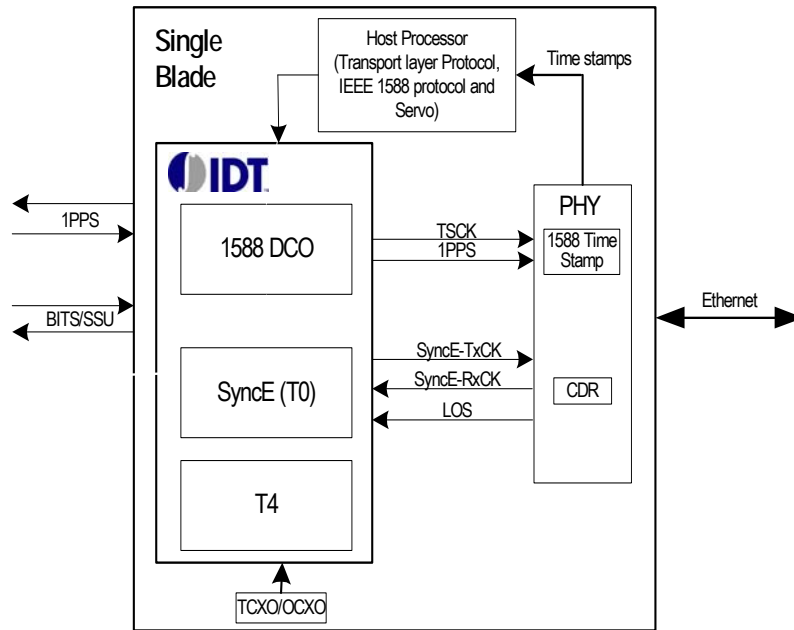 Single
Blade
Host Processor
(Transport layer Protocol,
IEEE 1588 protocol and
Servo)
Time stamps
IDT
1PPS
1588 DCO
TSCK
1PPS
PHY
1588 Time
Stamp
BITS/SSU
Ethernet
SyncE (T0)
SyncE-TxCK
SyncE-RxCK
LOS
CDR
T4
TCXO/OCXO